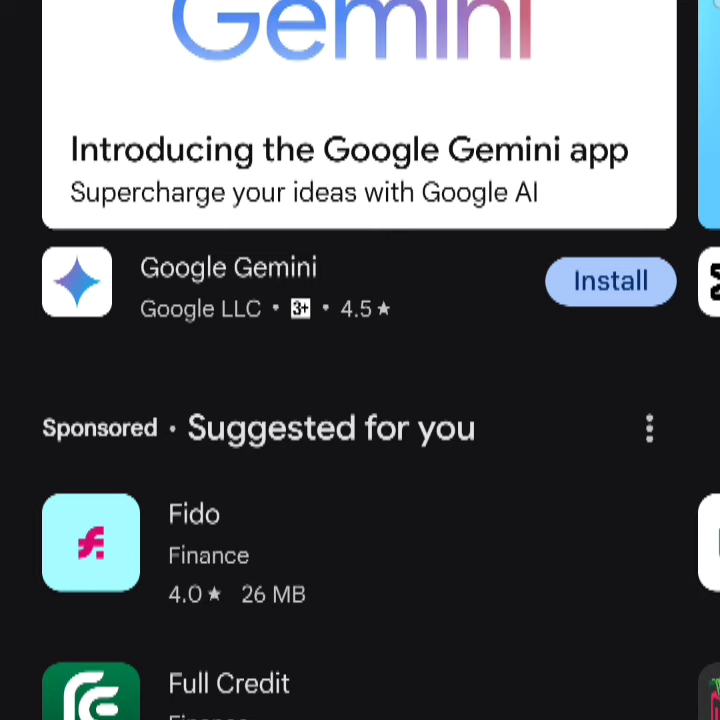 Gemini
Introducing the Google Gemini app
Supercharge your ideas with Google AI
Google Gemini
Google LLC • 3+ • 4.5★
Install
Sponsored • Suggested for you
Fido
Finance
4.0★ 26 MB
Full Credit
Finance